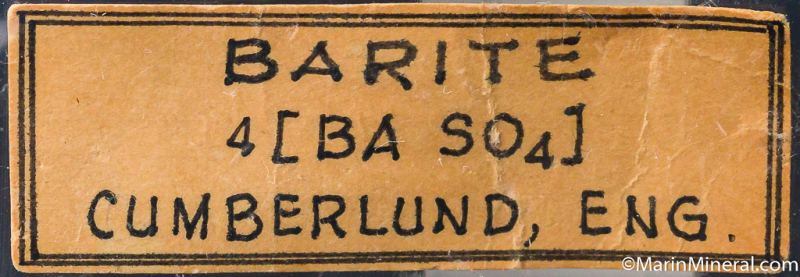 BARITE
4[BA SO₄]
CUMBERLUND, ENG.
©MarinMineral.com